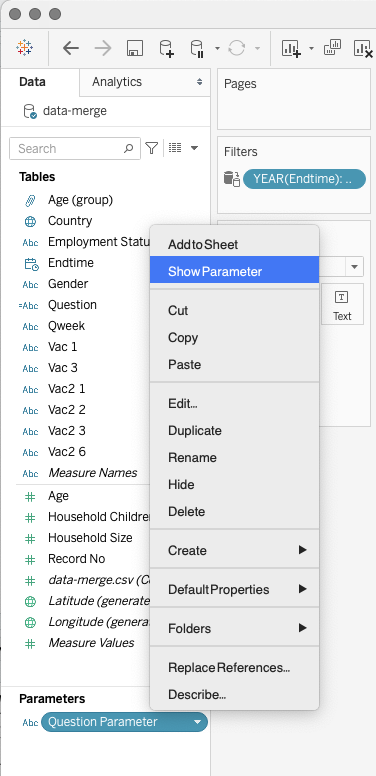 Data
Analytics
data-merge
Search
Tables
Age (group)
Country
Abc Employment Statu
Endtime
Abc Gender
=Abc Question
Abc Qweek
Abc Vac 1
Abc Vac 3
Abc Vac2 1
Abc Vac2 2
Abc Vac2 3
Abc Vac2 6
Abc Measure Names
Age
Household Childre
Household Size
Record No
data-merge.csv (C
Latitude (generate
Longitude (genera
Measure Values
Parameters
Abc Question Parameter
Pages
Filters
YEAR(Endtime): ..
T
Text
Add to Sheet
Show Parameter
Cut
Copy
Paste
Edit...
Duplicate
Rename
Hide
Delete
Create
Default Properties
Folders
Replace References...
Describe...